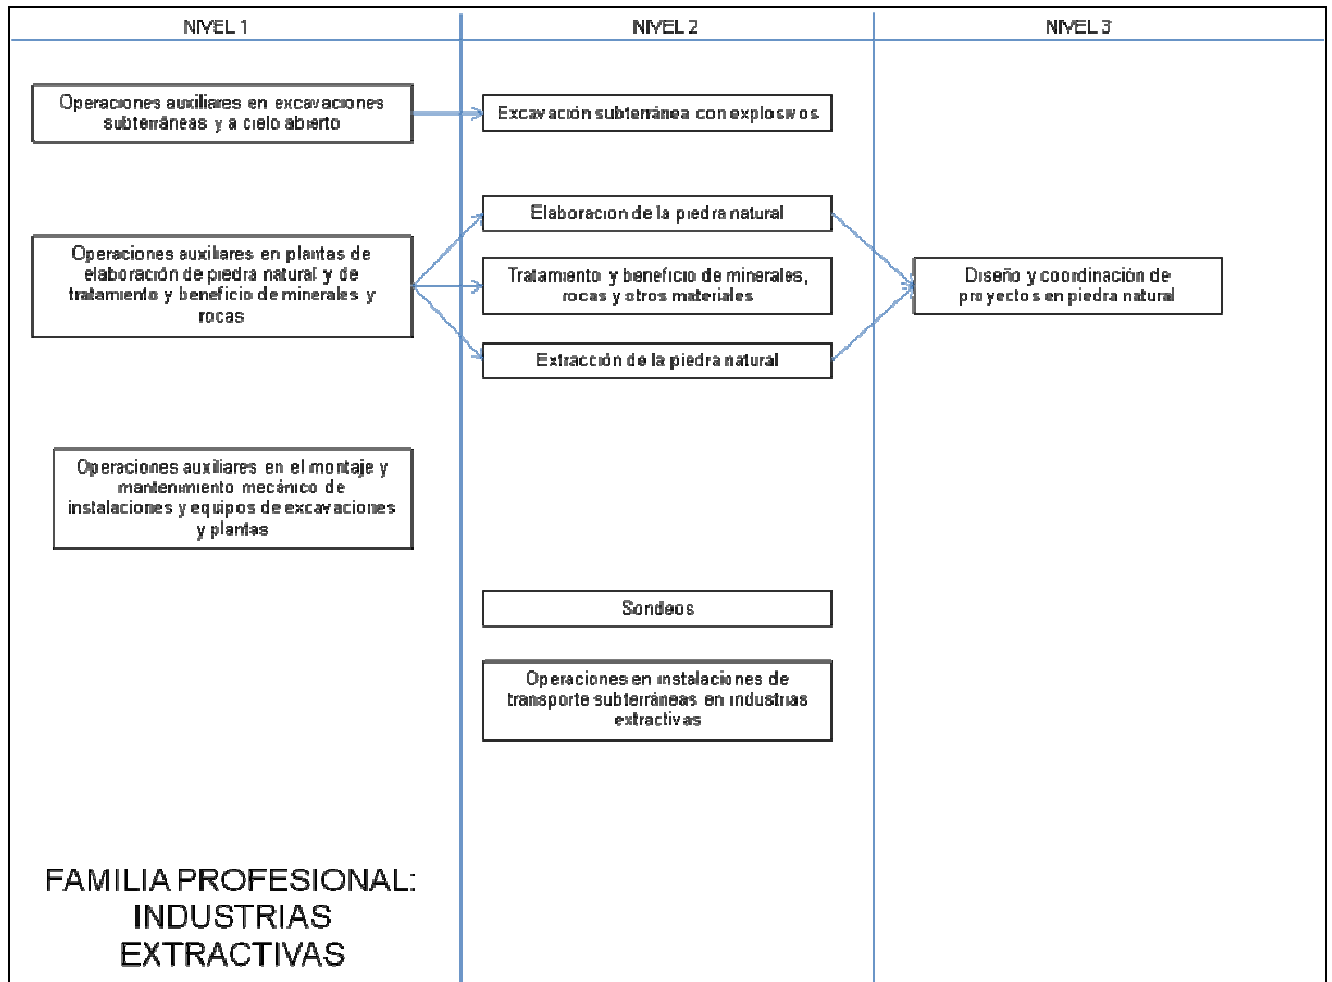 NIVEL 1
NIVEL 2
NIVEL 3
Operaciones auxiliares en excavaciones
subterráneas y a cielo abierto
Excavación subterránea con explosivos
Elaboracion de la piedra natural
Operaciones auxiliares en plantas de
elaboración de piedra natural y de
tratamiento y beneficio de minerales y
rocas
Tratamiento y beneficio de minerales,
rocas y otros materiales
Diseño y coordinación de
proyectos en piedra natural
Extracción de la piedra natural
Operaciones auxiliares en el montaje y
mantenimiento mecánico de
instalaciones y equipos de excavaciones
y plantas
Sondeos
Operaciones en instalaciones de
transporte subterráneas en industrias
extractivas
FAMILIA PROFESIONAL:
INDUSTRIAS
EXTRACTIVAS